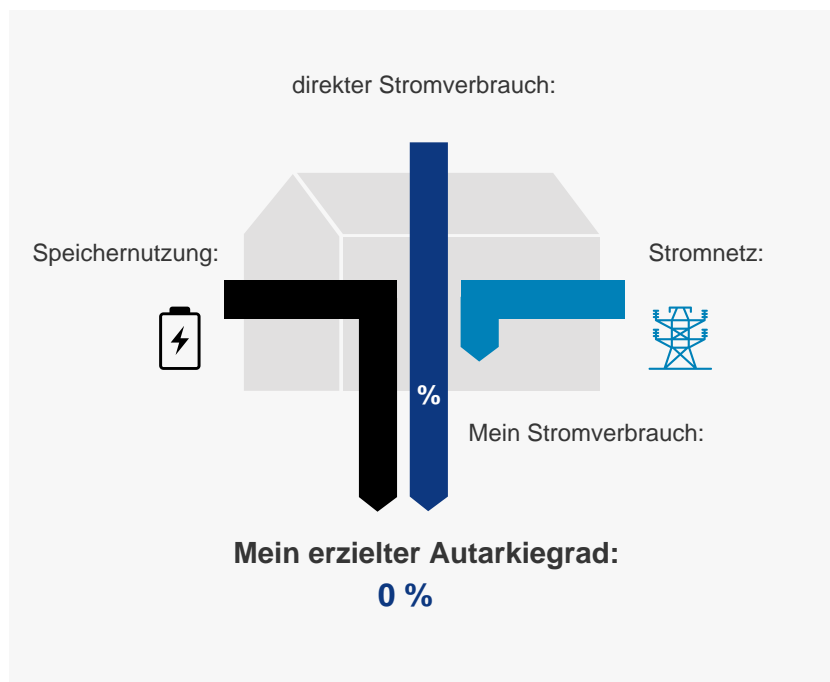 direkter Stromverbrauch:
Speichernutzung:
Stromnetz:
%
Mein Stromverbrauch:
Mein erzielter Autarkiegrad:
0 %